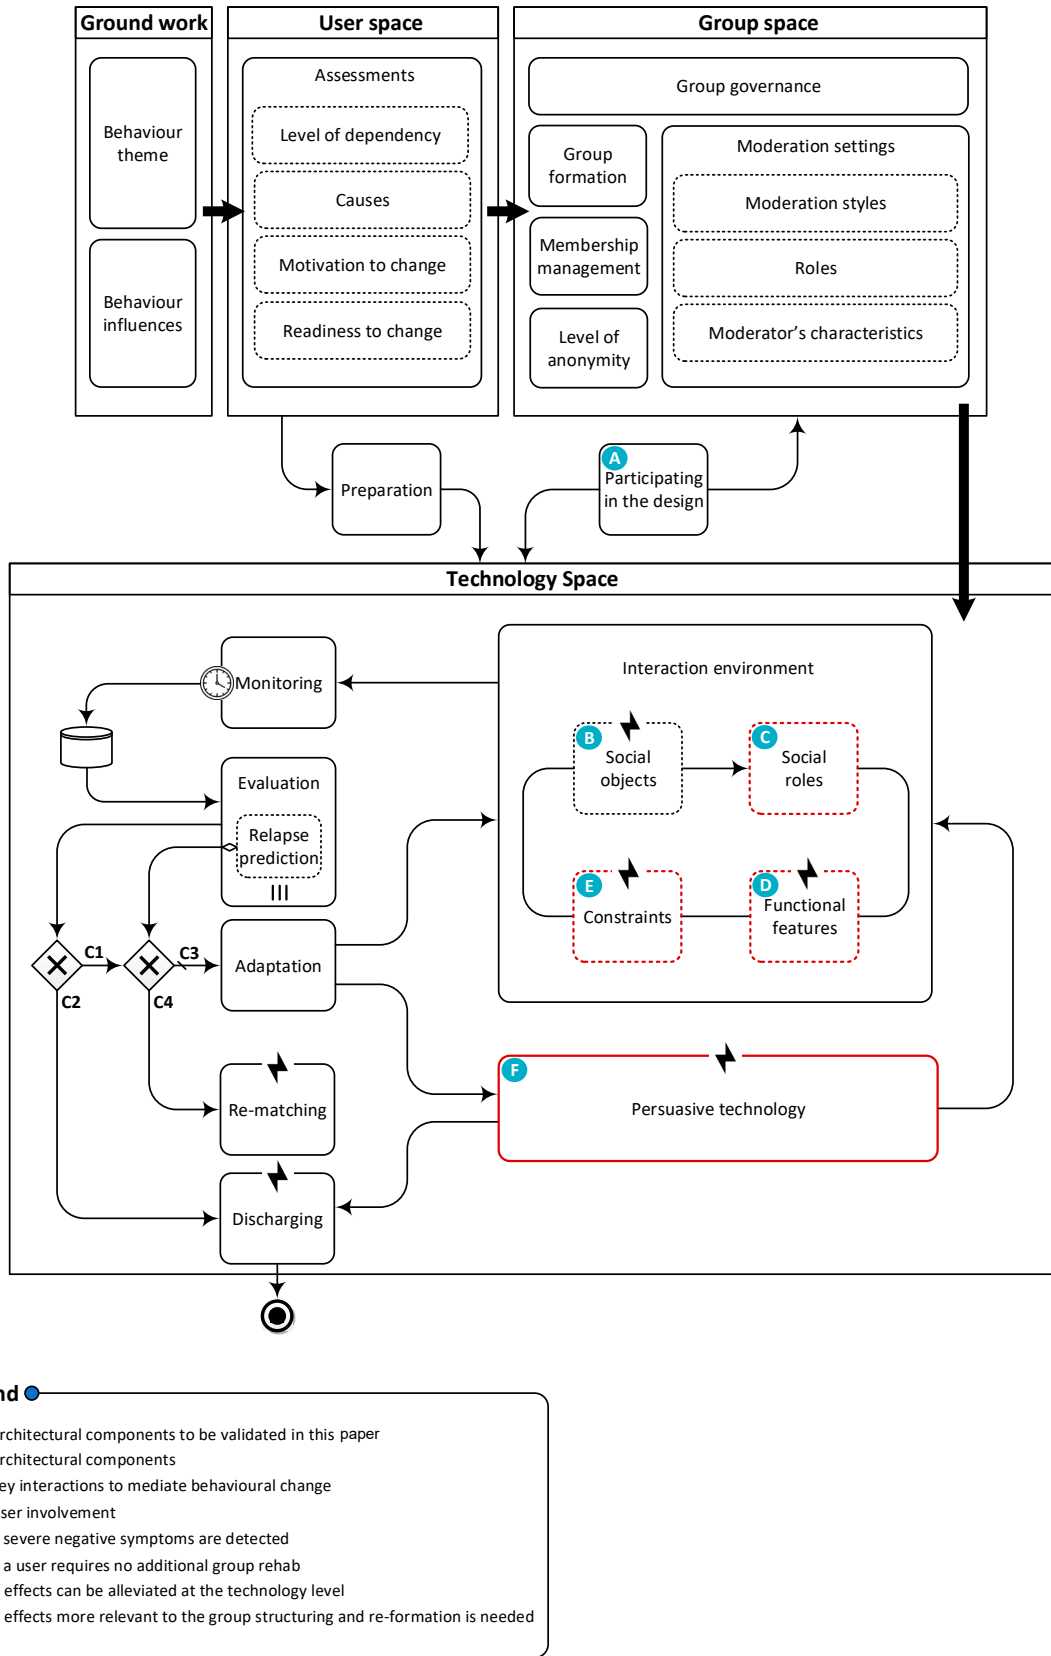 Ground work
User space
Group space
Behaviour
theme
Behaviour
influences
Assessments
Level of dependency
Causes
Motivation to change
Readiness to change
Group governance
Group
formation
Membership
management
Level of
anonymity
Moderation settings
Moderation styles
Roles
Moderator's characteristics
Preparation
A
Participating
in the design
Technology Space
Monitoring
Interaction environment
B
Social
objects
C
Social
roles
E
Constraints
D
Functional
features
Evaluation
Relapse
prediction
C1
C3
C2
C4
Adaptation
Re-matching
Discharging
F
Persuasive technology
nd
rchitectural components to be validated in this paper
rchitectural components
ey interactions to mediate behavioural change
ser involvement
severe negative symptoms are detected
a user requires no additional group rehab
effects can be alleviated at the technology level
effects more relevant to the group structuring and re-formation is needed